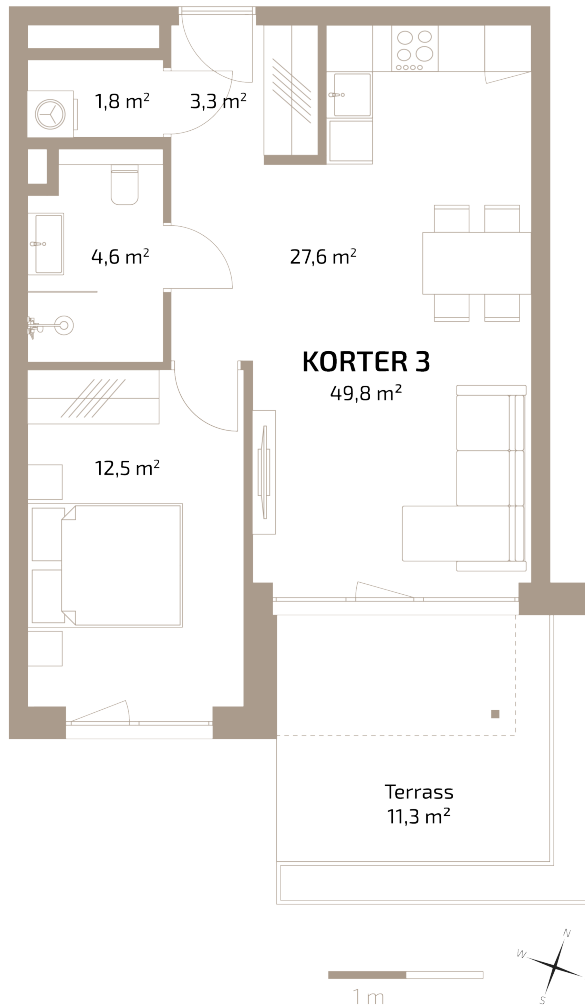 1,8 m²
3,3 m²
4,6 m²
27,6 m²
KORTER 3
49,8 m²
12,5 m²
Terrass
11,3 m²
N
W
S
1 m